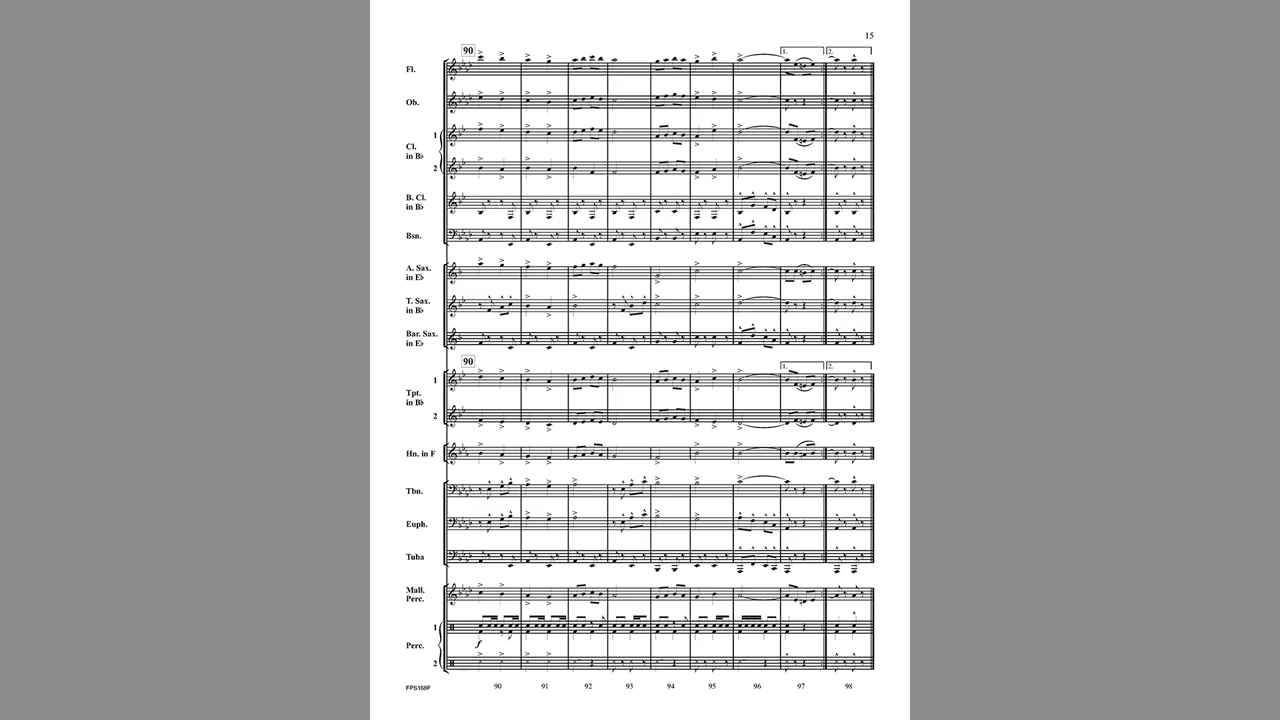 15
90
1.
2.
Fl.
Ob.
1
Cl.
in B♭
2
B. Cl.
in B♭
Bsn.
A. Sax.
in E♭
T. Sax.
in B♭
Bar. Sax.
in E♭
90
1.
2.
1
Tpt.
in B♭
2
Hn. in F
Tbn.
Euph.
Tuba
Mall.
Perc.
1
Perc.
f
2
FPS168F
90 91 92 93 94 95 96 97 98